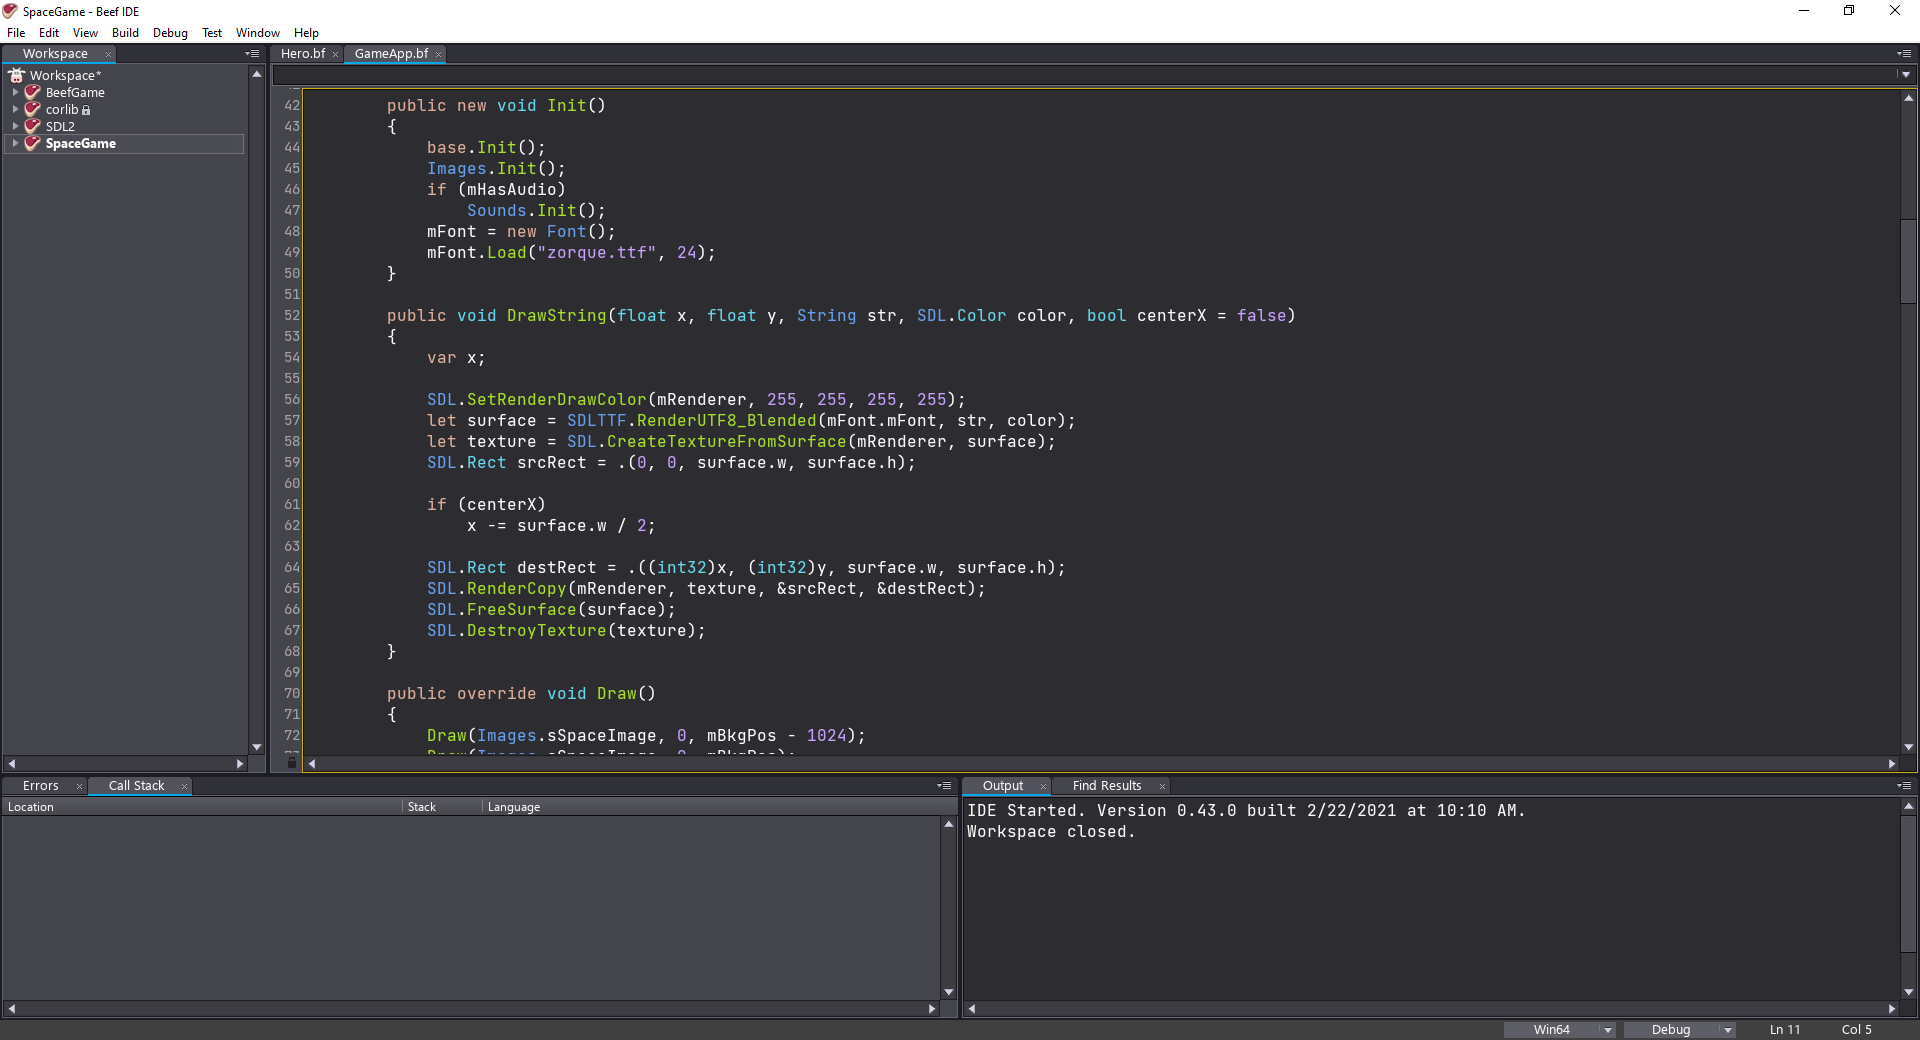 SpaceGame - Beef IDE
File Edit View Build Debug Test Window Help
Workspace
Workspace*
BeefGame
corlib
SDL2
SpaceGame
Hero.bf GameApp.bf
42 public new void Init()
43 {
44 base.Init();
45 Images.Init();
46 if (mHasAudio)
47 Sounds.Init();
48 mFont = new Font();
49 mFont.Load("zorque.ttf", 24);
50 }
51
52 public void DrawString(float x, float y, String str, SDL.Color color, bool centerX = false)
53 {
54 var x;
55
56 SDL.SetRenderDrawColor(mRenderer, 255, 255, 255, 255);
57 let surface = SDLTTF.RenderUTF8_Blended(mFont.mFont, str, color);
58 let texture = SDL.CreateTextureFromSurface(mRenderer, surface);
59 SDL.Rect srcRect = .(0, 0, surface.w, surface.h);
60
61 if (centerX)
62 x -= surface.w / 2;
63
64 SDL.Rect destRect = .((int32)x, (int32)y, surface.w, surface.h);
65 SDL.RenderCopy(mRenderer, texture, &srcRect, &destRect);
66 SDL.FreeSurface(surface);
67 SDL.DestroyTexture(texture);
68 }
69
70 public override void Draw()
71 {
72 Draw(Images.sSpaceImage, 0, mBkgPos - 1024);
Errors Call Stack
Location Stack Language
Output Find Results
IDE Started. Version 0.43.0 built 2/22/2021 at 10:10 AM.
Workspace closed.
Win64 Debug Ln 11 Col 5